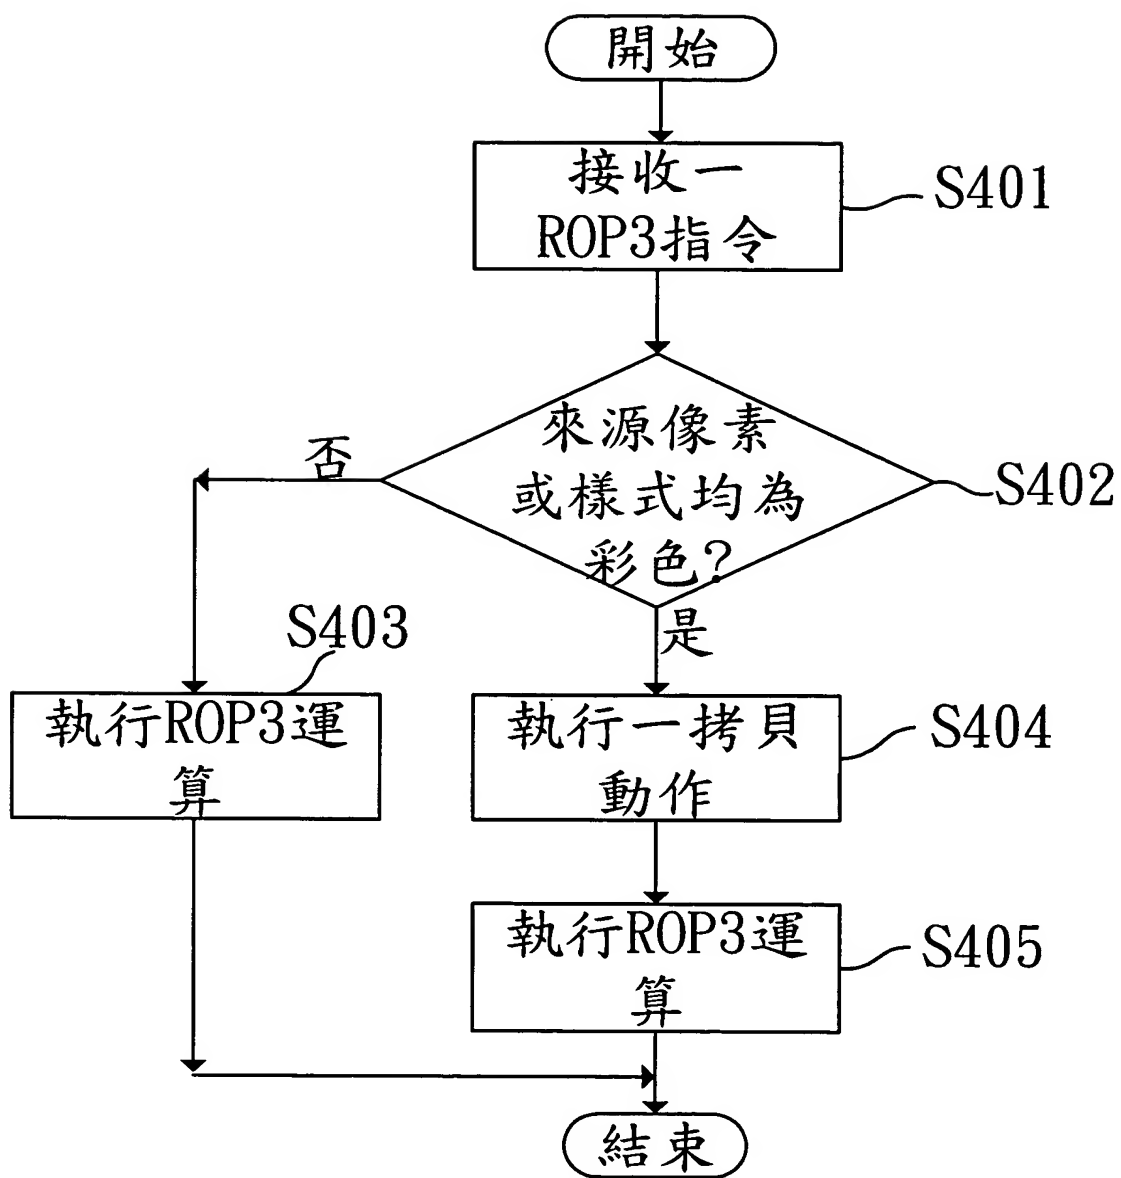 開始
接收一
ROP3指令
S401
來源像素
或樣式均為
彩色?
S402
否
是
S403
執行ROP3運
算
執行一拷貝
動作
S404
執行ROP3運
算
S405
結束